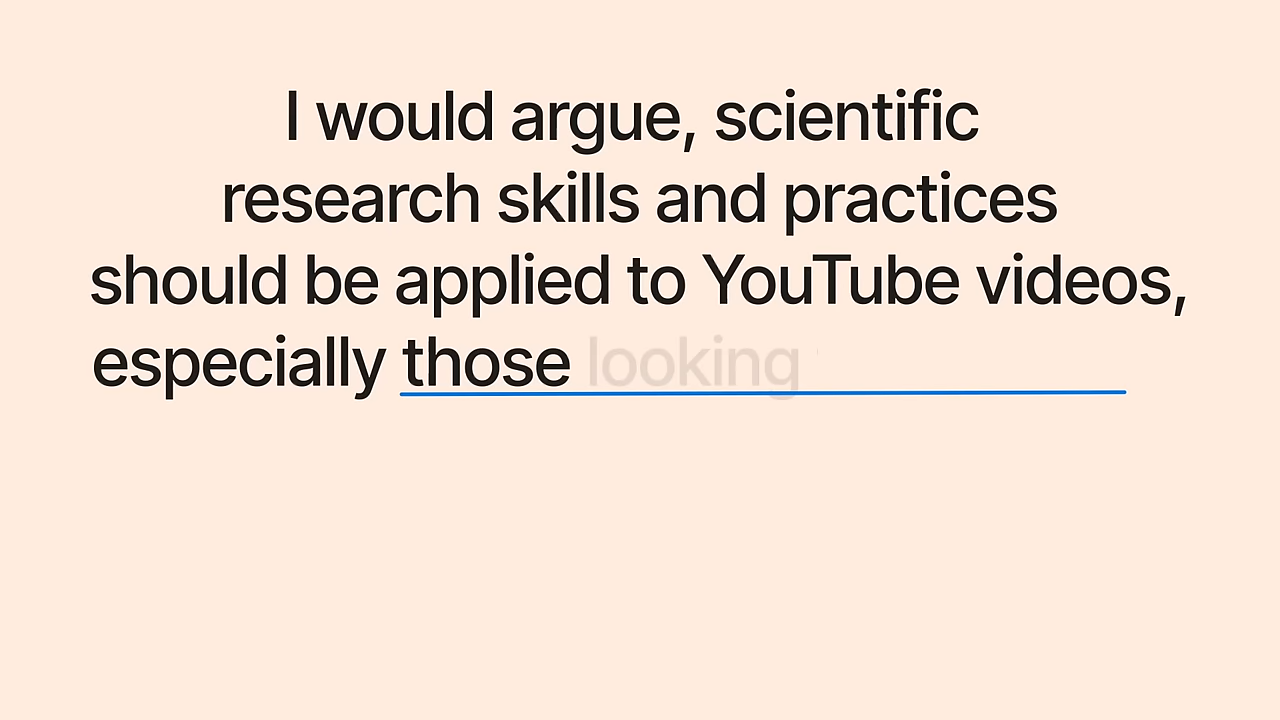 I would argue, scientific
research skills and practices
should be applied to YouTube videos,
especially those looking